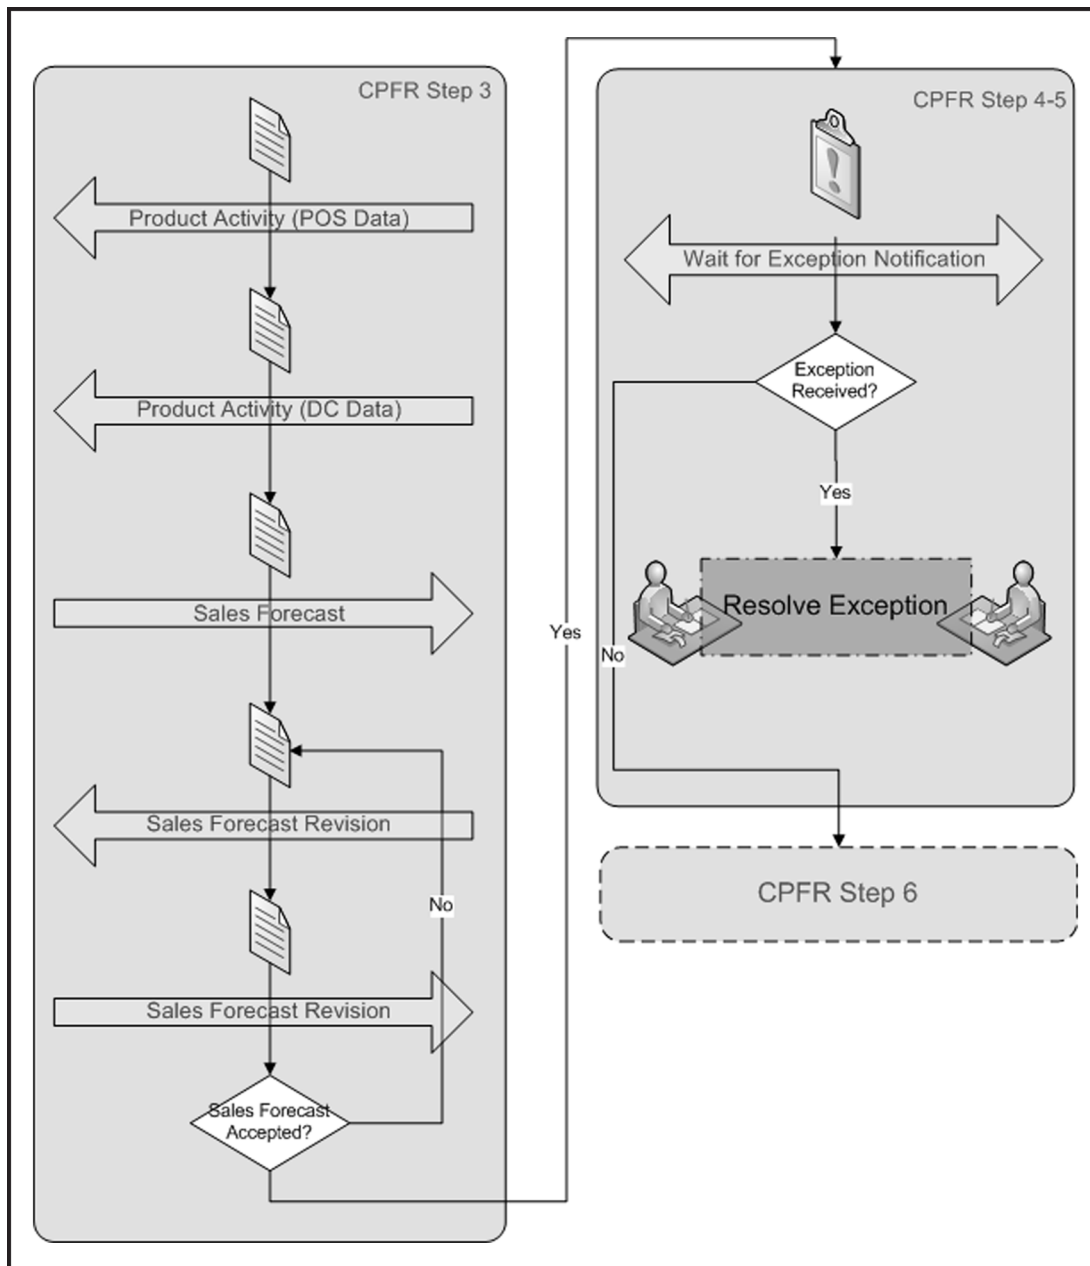 CPFR Step 3
Product Activity (POS Data)
Product Activity (DC Data)
Sales Forecast
Sales Forecast Revision
No
Sales Forecast Revision
Sales Forecast
Accepted?
Yes
CPFR Step 4-5
Wait for Exception Notification
Exception
Received?
Yes
Resolve Exception
No
CPFR Step 6